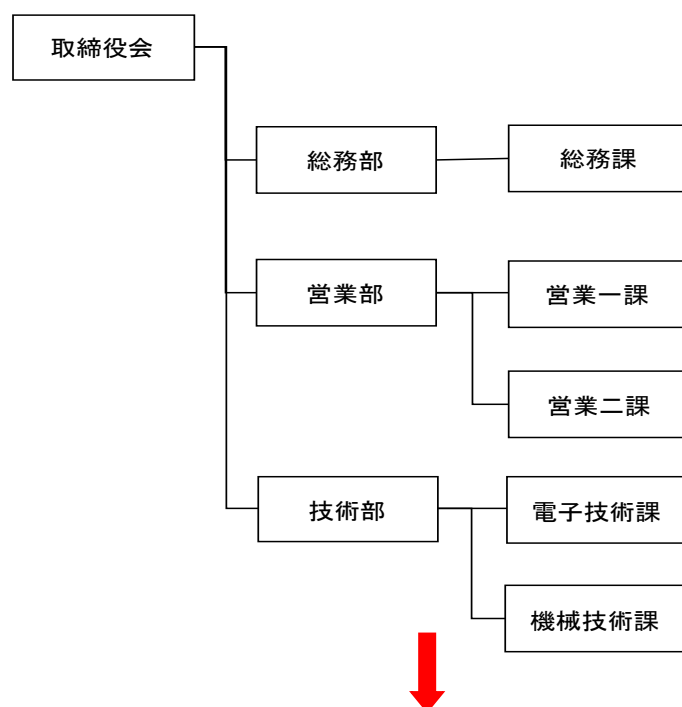 取締役会
総務部
総務課
営業部
営業一課
営業二課
技術部
電子技術課
機械技術課